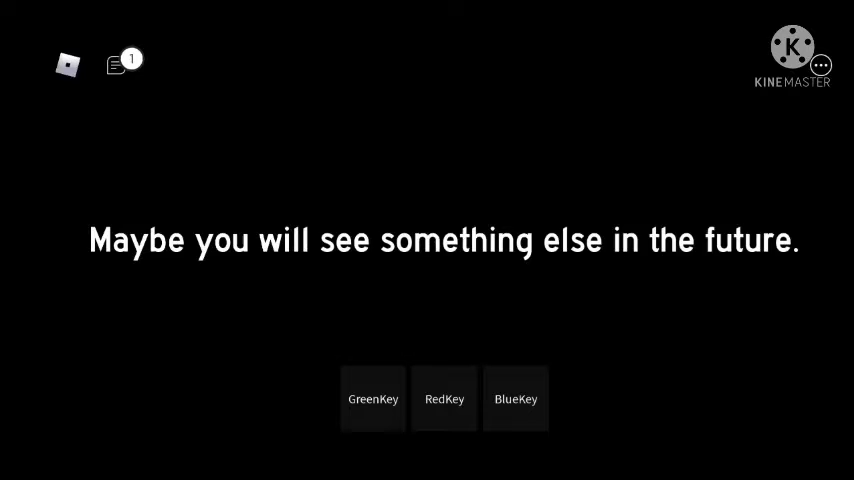 1
K
KINEMASTER
Maybe you will see something else in the future.
GreenKey RedKey BlueKey